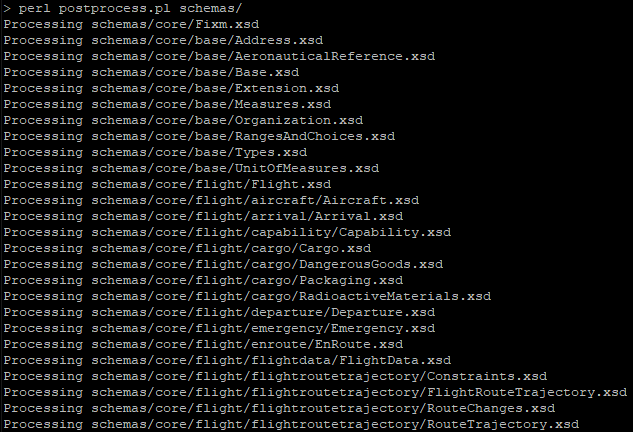 > perl postprocess.pl schemas/
Processing schemas/core/Fixm.xsd
Processing schemas/core/base/Address.xsd
Processing schemas/core/base/AeronauticalReference.xsd
Processing schemas/core/base/Base.xsd
Processing schemas/core/base/Extension.xsd
Processing schemas/core/base/Measures.xsd
Processing schemas/core/base/Organization.xsd
Processing schemas/core/base/RangesAndChoices.xsd
Processing schemas/core/base/Types.xsd
Processing schemas/core/base/UnitOfMeasures.xsd
Processing schemas/core/flight/Flight.xsd
Processing schemas/core/flight/aircraft/Aircraft.xsd
Processing schemas/core/flight/arrival/Arrival.xsd
Processing schemas/core/flight/capability/Capability.xsd
Processing schemas/core/flight/cargo/Cargo.xsd
Processing schemas/core/flight/cargo/DangerousGoods.xsd
Processing schemas/core/flight/cargo/Packaging.xsd
Processing schemas/core/flight/cargo/RadioactiveMaterials.xsd
Processing schemas/core/flight/departure/Departure.xsd
Processing schemas/core/flight/emergency/Emergency.xsd
Processing schemas/core/flight/enroute/EnRoute.xsd
Processing schemas/core/flight/flightdata/FlightData.xsd
Processing schemas/core/flight/flightroutetrajectory/Constraints.xsd
Processing schemas/core/flight/flightroutetrajectory/FlightRouteTrajectory.xsd
Processing schemas/core/flight/flightroutetrajectory/RouteChanges.xsd
Processing schemas/core/flight/flightroutetrajectory/RouteTrajectory.xsd